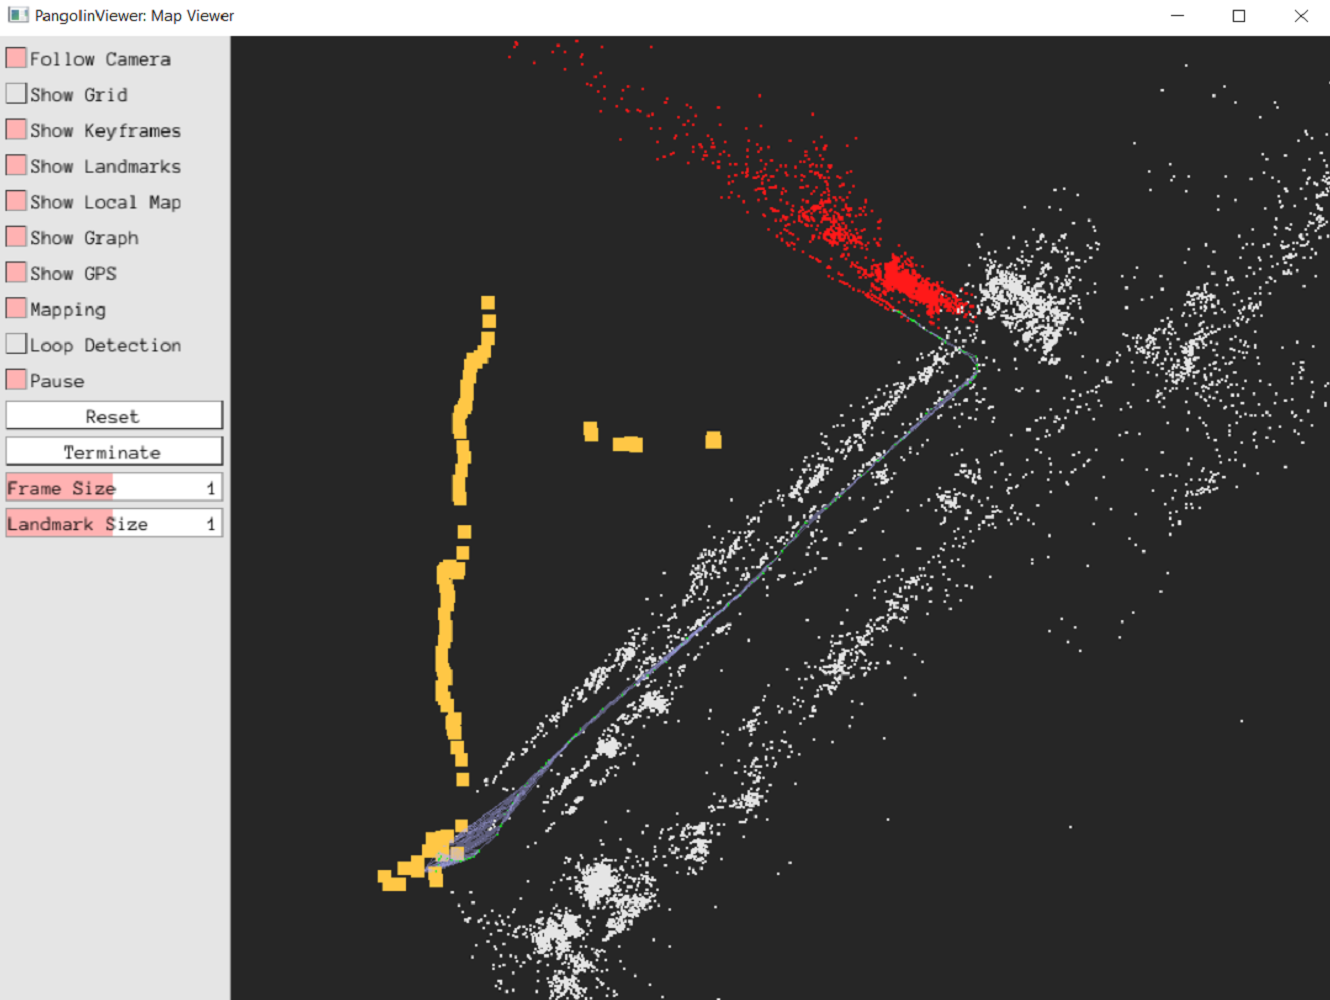 PangolinViewer: Map Viewer
Follow Camera
Show Grid
Show Keyframes
Show Landmarks
Show Local Map
Show Graph
Show GPS
Mapping
Loop Detection
Pause
Reset
Terminate
Frame Size 1
Landmark Size 1